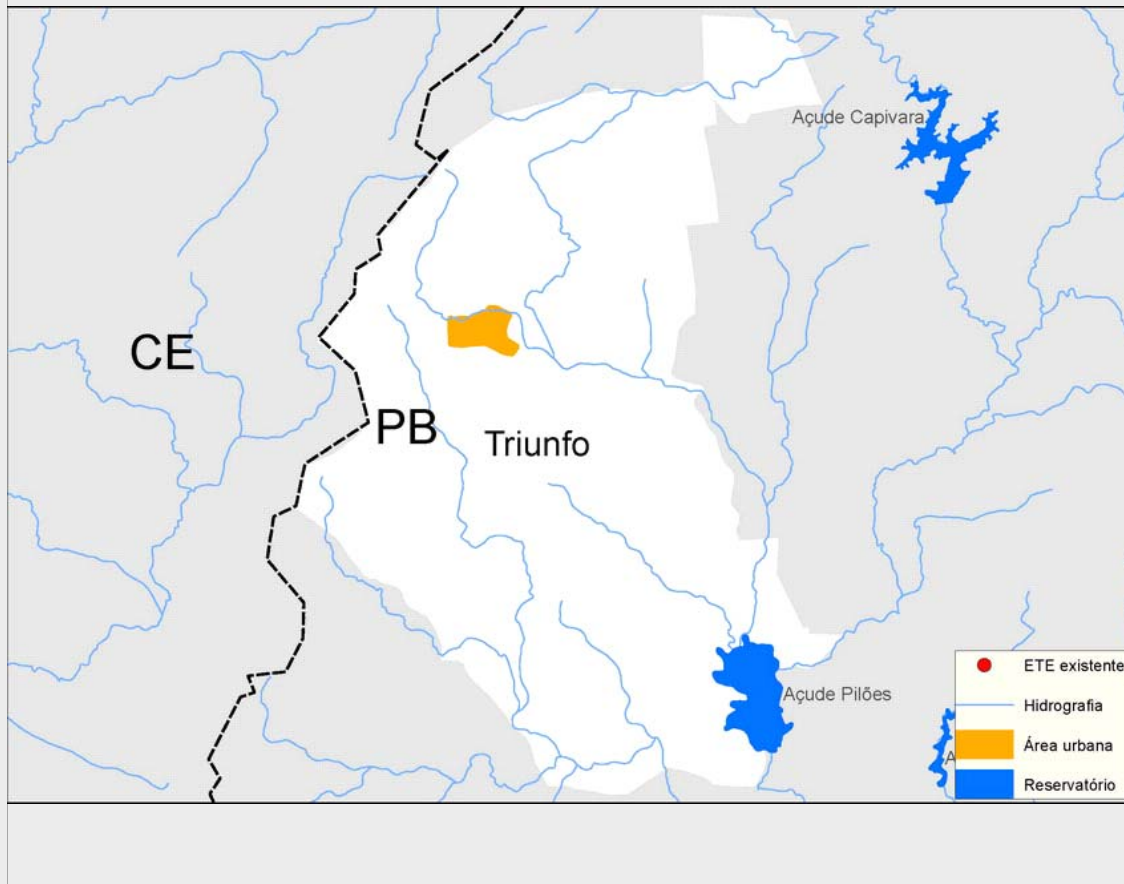 Açude Capivara
CE
PB
Triunfo
Açude Pilões
ETE existente
Hidrografia
Área urbana
A
Reservatório